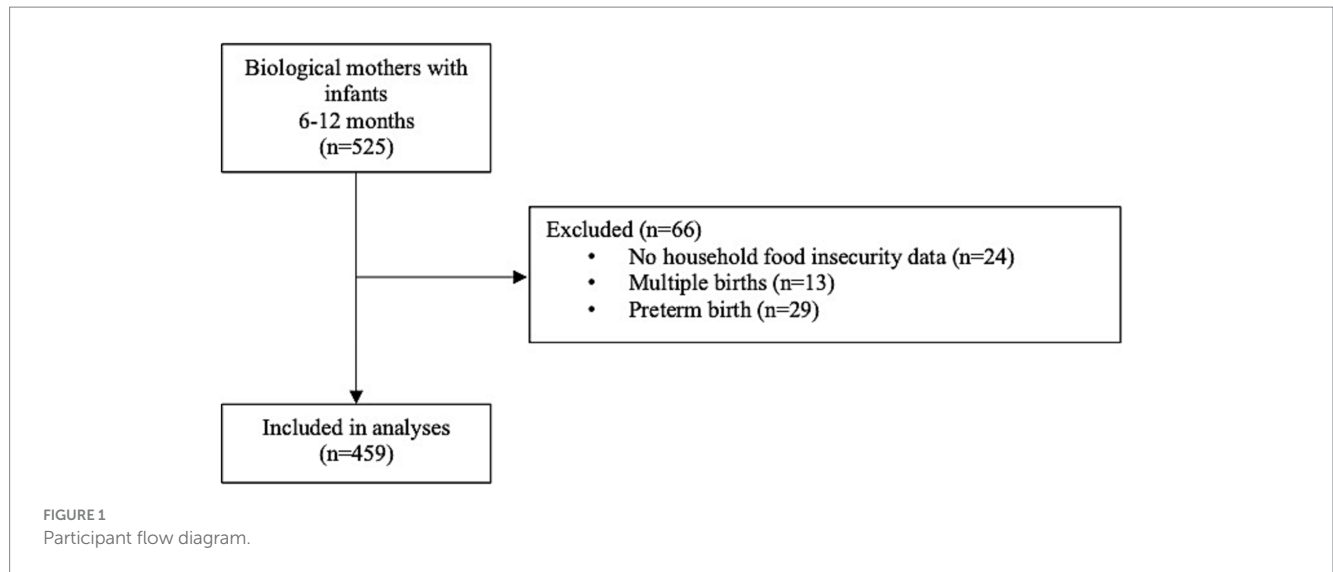 Biological mothers with
infants
6-12 months
(n=525)
Excluded (n=66)
• No household food insecurity data (n=24)
• Multiple births (n=13)
• Preterm birth (n=29)
Included in analyses
(n=459)
FIGURE 1
Participant flow diagram.